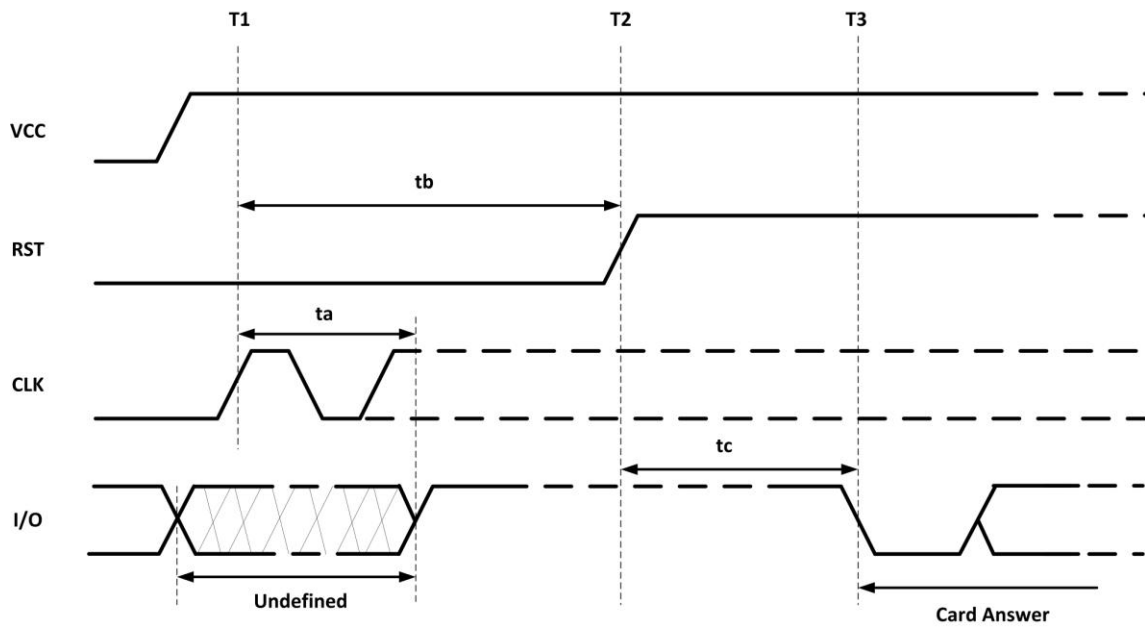 T1
T2
T3
VCC
tb
RST
ta
CLK
tc
I/O
Undefined
Card Answer